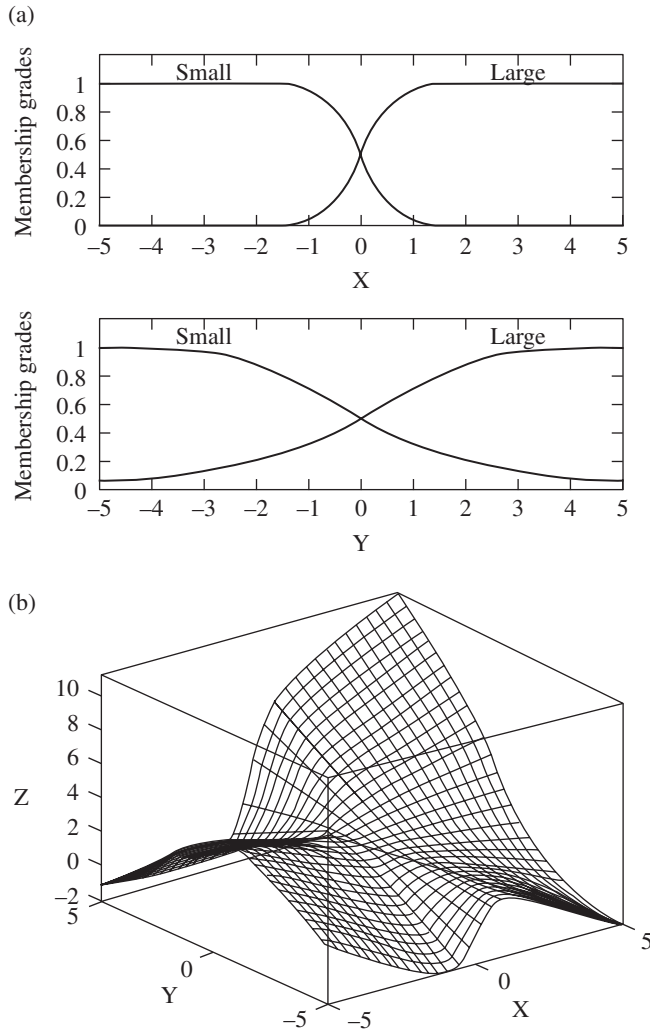 (a)
Membership grades
Small
Large
1
0.8
0.6
0.4
0.2
0
–5 –4 –3 –2 –1 0 1 2 3 4 5
X
Membership grades
Small
Large
1
0.8
0.6
0.4
0.2
0
–5 –4 –3 –2 –1 0 1 2 3 4 5
Y
(b)
10
8
6
4
2
0
–2
Z
5
0
–5
Y
–5
0
5
X